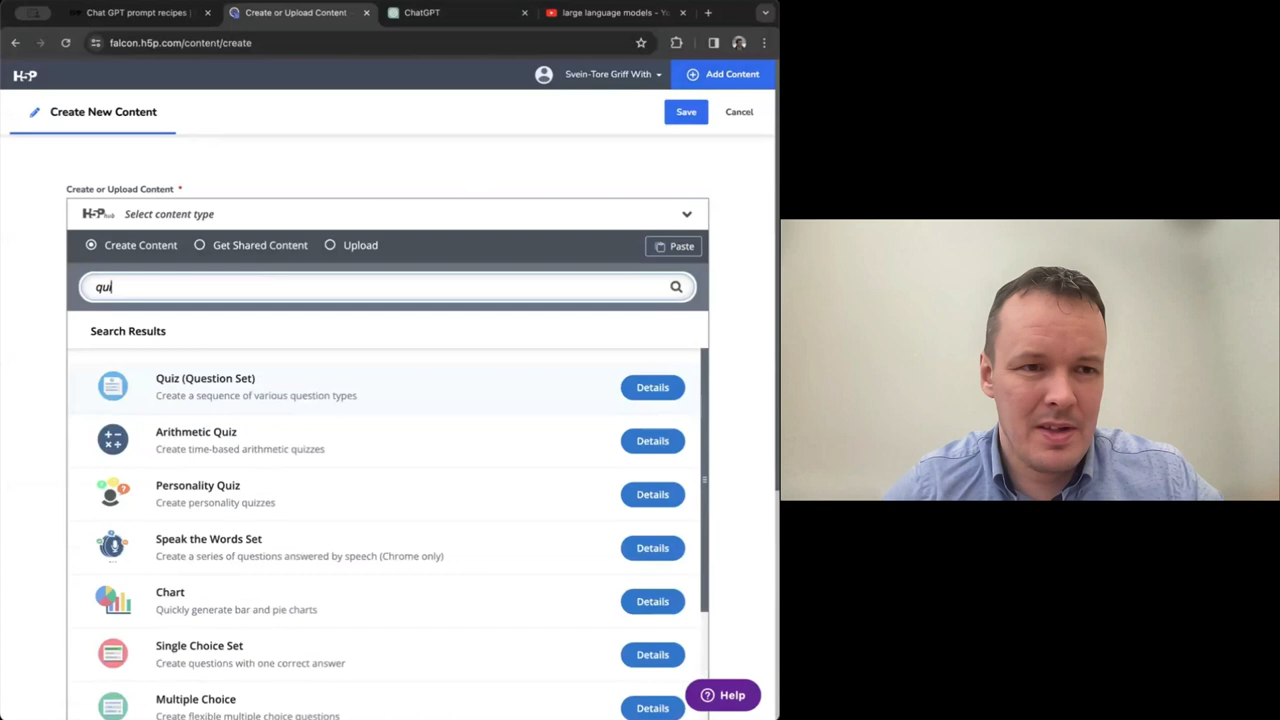 Chat GPT prompt recipes |
Create or Upload Content
ChatGPT
large language models - Yo
falcon.h5p.com/content/create
H5P
Svein-Tore Griff With
Add Content
Create New Content
Save
Cancel
Create or Upload Content *
H5P hub
Select content type
Create Content
Get Shared Content
Upload
Paste
qui
Search Results
Quiz (Question Set)
Create a sequence of various question types
Details
Arithmetic Quiz
Create time-based arithmetic quizzes
Details
Personality Quiz
Create personality quizzes
Details
Speak the Words Set
Create a series of questions answered by speech (Chrome only)
Details
Chart
Quickly generate bar and pie charts
Details
Single Choice Set
Create questions with one correct answer
Details
Multiple Choice
Create flexible multiple choice questions
Details
Help